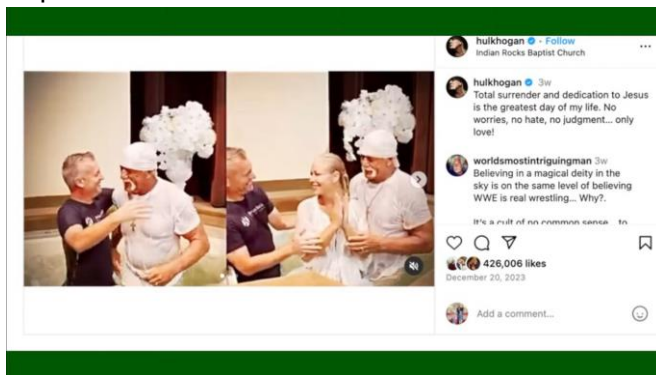 hulkhogan • Follow
Indian Rocks Baptist Church
hulkhogan 3w
Total surrender and dedication to Jesus
is the greatest day of my life. No
worries, no hate, no judgment... only
love!
worldsmostintriguingman 3w
Believing in a magical deity in the
sky is on the same level of believing
WWE is real wrestling... Why?.
It's a cult of no common sense... to
426,006 likes
December 20, 2023
Add a comment...